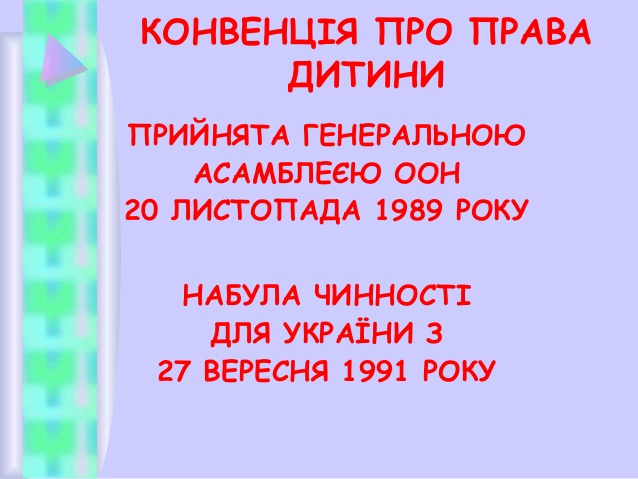 КОНВЕНЦІЯ ПРО ПРАВА
ДИТИНИ
ПРИЙНЯТА ГЕНЕРАЛЬНОЮ
АСАМБЛЕЄЮ ООН
20 ЛИСТОПАДА 1989 РОКУ
НАБУЛА ЧИННОСТІ
ДЛЯ УКРАЇНИ З
27 ВЕРЕСНЯ 1991 РОКУ